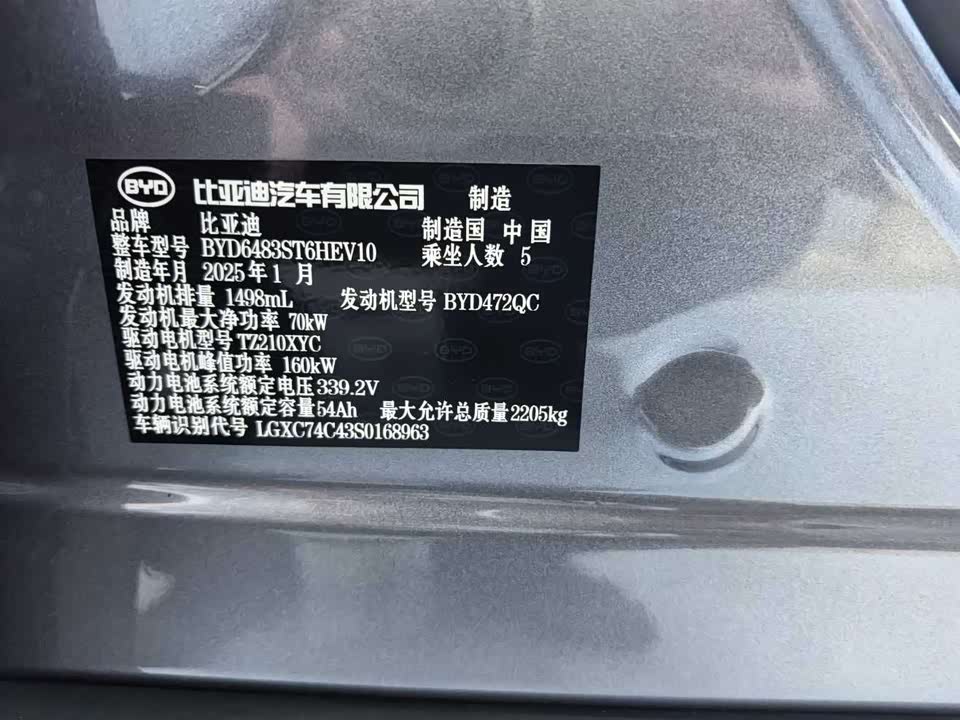 BYD 比亚迪汽车有限公司 制造
品牌 比亚迪 制造国 中国
整车型号 BYD6483ST6HEV10 乘坐人数 5
制造年月 2025年1月
发动机排量 1498mL 发动机型号 BYD472QC
发动机最大净功率 70kW
驱动电机型号 TZ210XYC
驱动电机峰值功率 160kW
动力电池系统额定电压 339.2V
动力电池系统额定容量 54Ah 最大允许总质量 2205kg
车辆识别代号 LGXC74C43S0168963